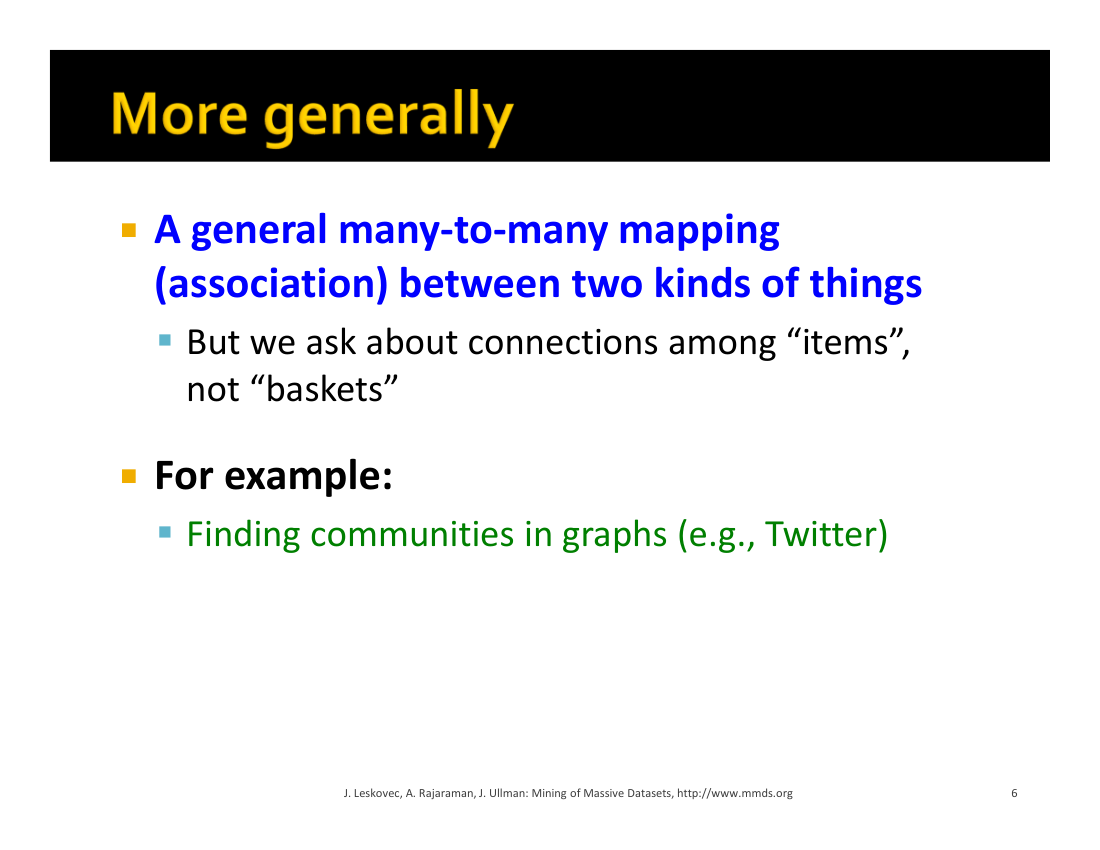 More generally
A general many-to-many mapping
(association) between two kinds of things
But we ask about connections among “items”,
not “baskets”
For example:
Finding communities in graphs (e.g., Twitter)
J. Leskovec, A. Rajaraman, J. Ullman: Mining of Massive Datasets, http://www.mmds.org
6